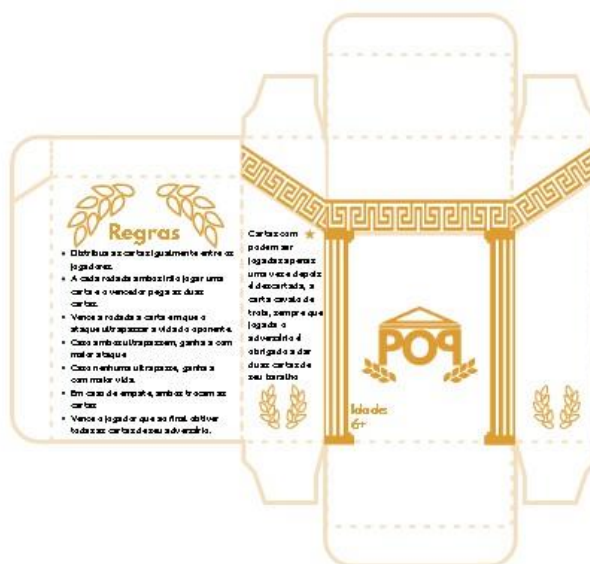 Regras
• Distribua as cartas igualmente entre os
jogadores.
• A cada rodada ambos irão jogar uma
carta e o vencedor pega as duas
cartas.
• Vence a rodada a carta em que o
ataque ultrapassar a vida do oponente.
• Caso ambos ultrapassem, ganha a com
maior ataque
• Caso nenhuma ultrapasse, ganha a
com maior vida.
• Em caso de empate, ambos trocam as
cartas
• Vence o jogador que ao final obtiver
todas as cartas de seu adversário.
Cartas com ★
podem ser
jogadas apenas
uma vez e depois
é descartada, a
carta cavalo de
troia, sempre que
jogada o
adversário é
obrigado a dar
duas cartas de
seu baralho
POP
Idades
6+